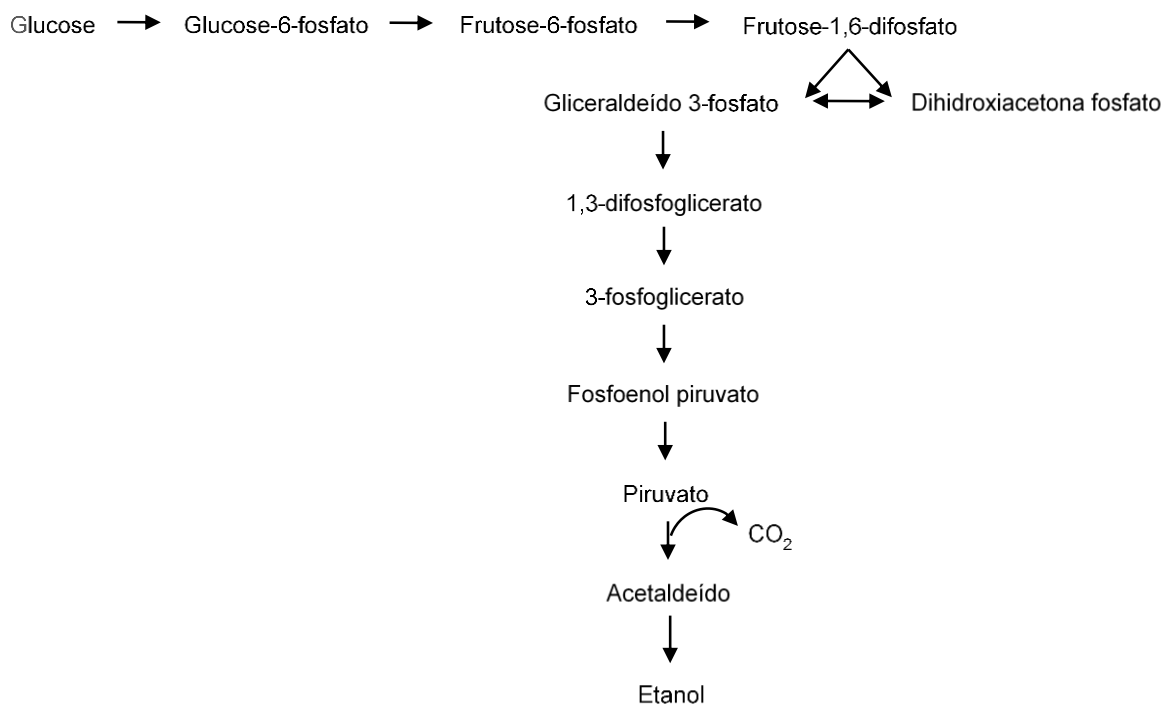 Glucose Glucose-6-fosfato Frutose-6-fosfato Frutose-1,6-difosfato
Gliceraldeído 3-fosfato Dihidroxiacetona fosfato
1,3-difosfoglicerato
3-fosfoglicerato
Fosfoenol piruvato
Piruvato
CO₂
Acetaldeído
Etanol